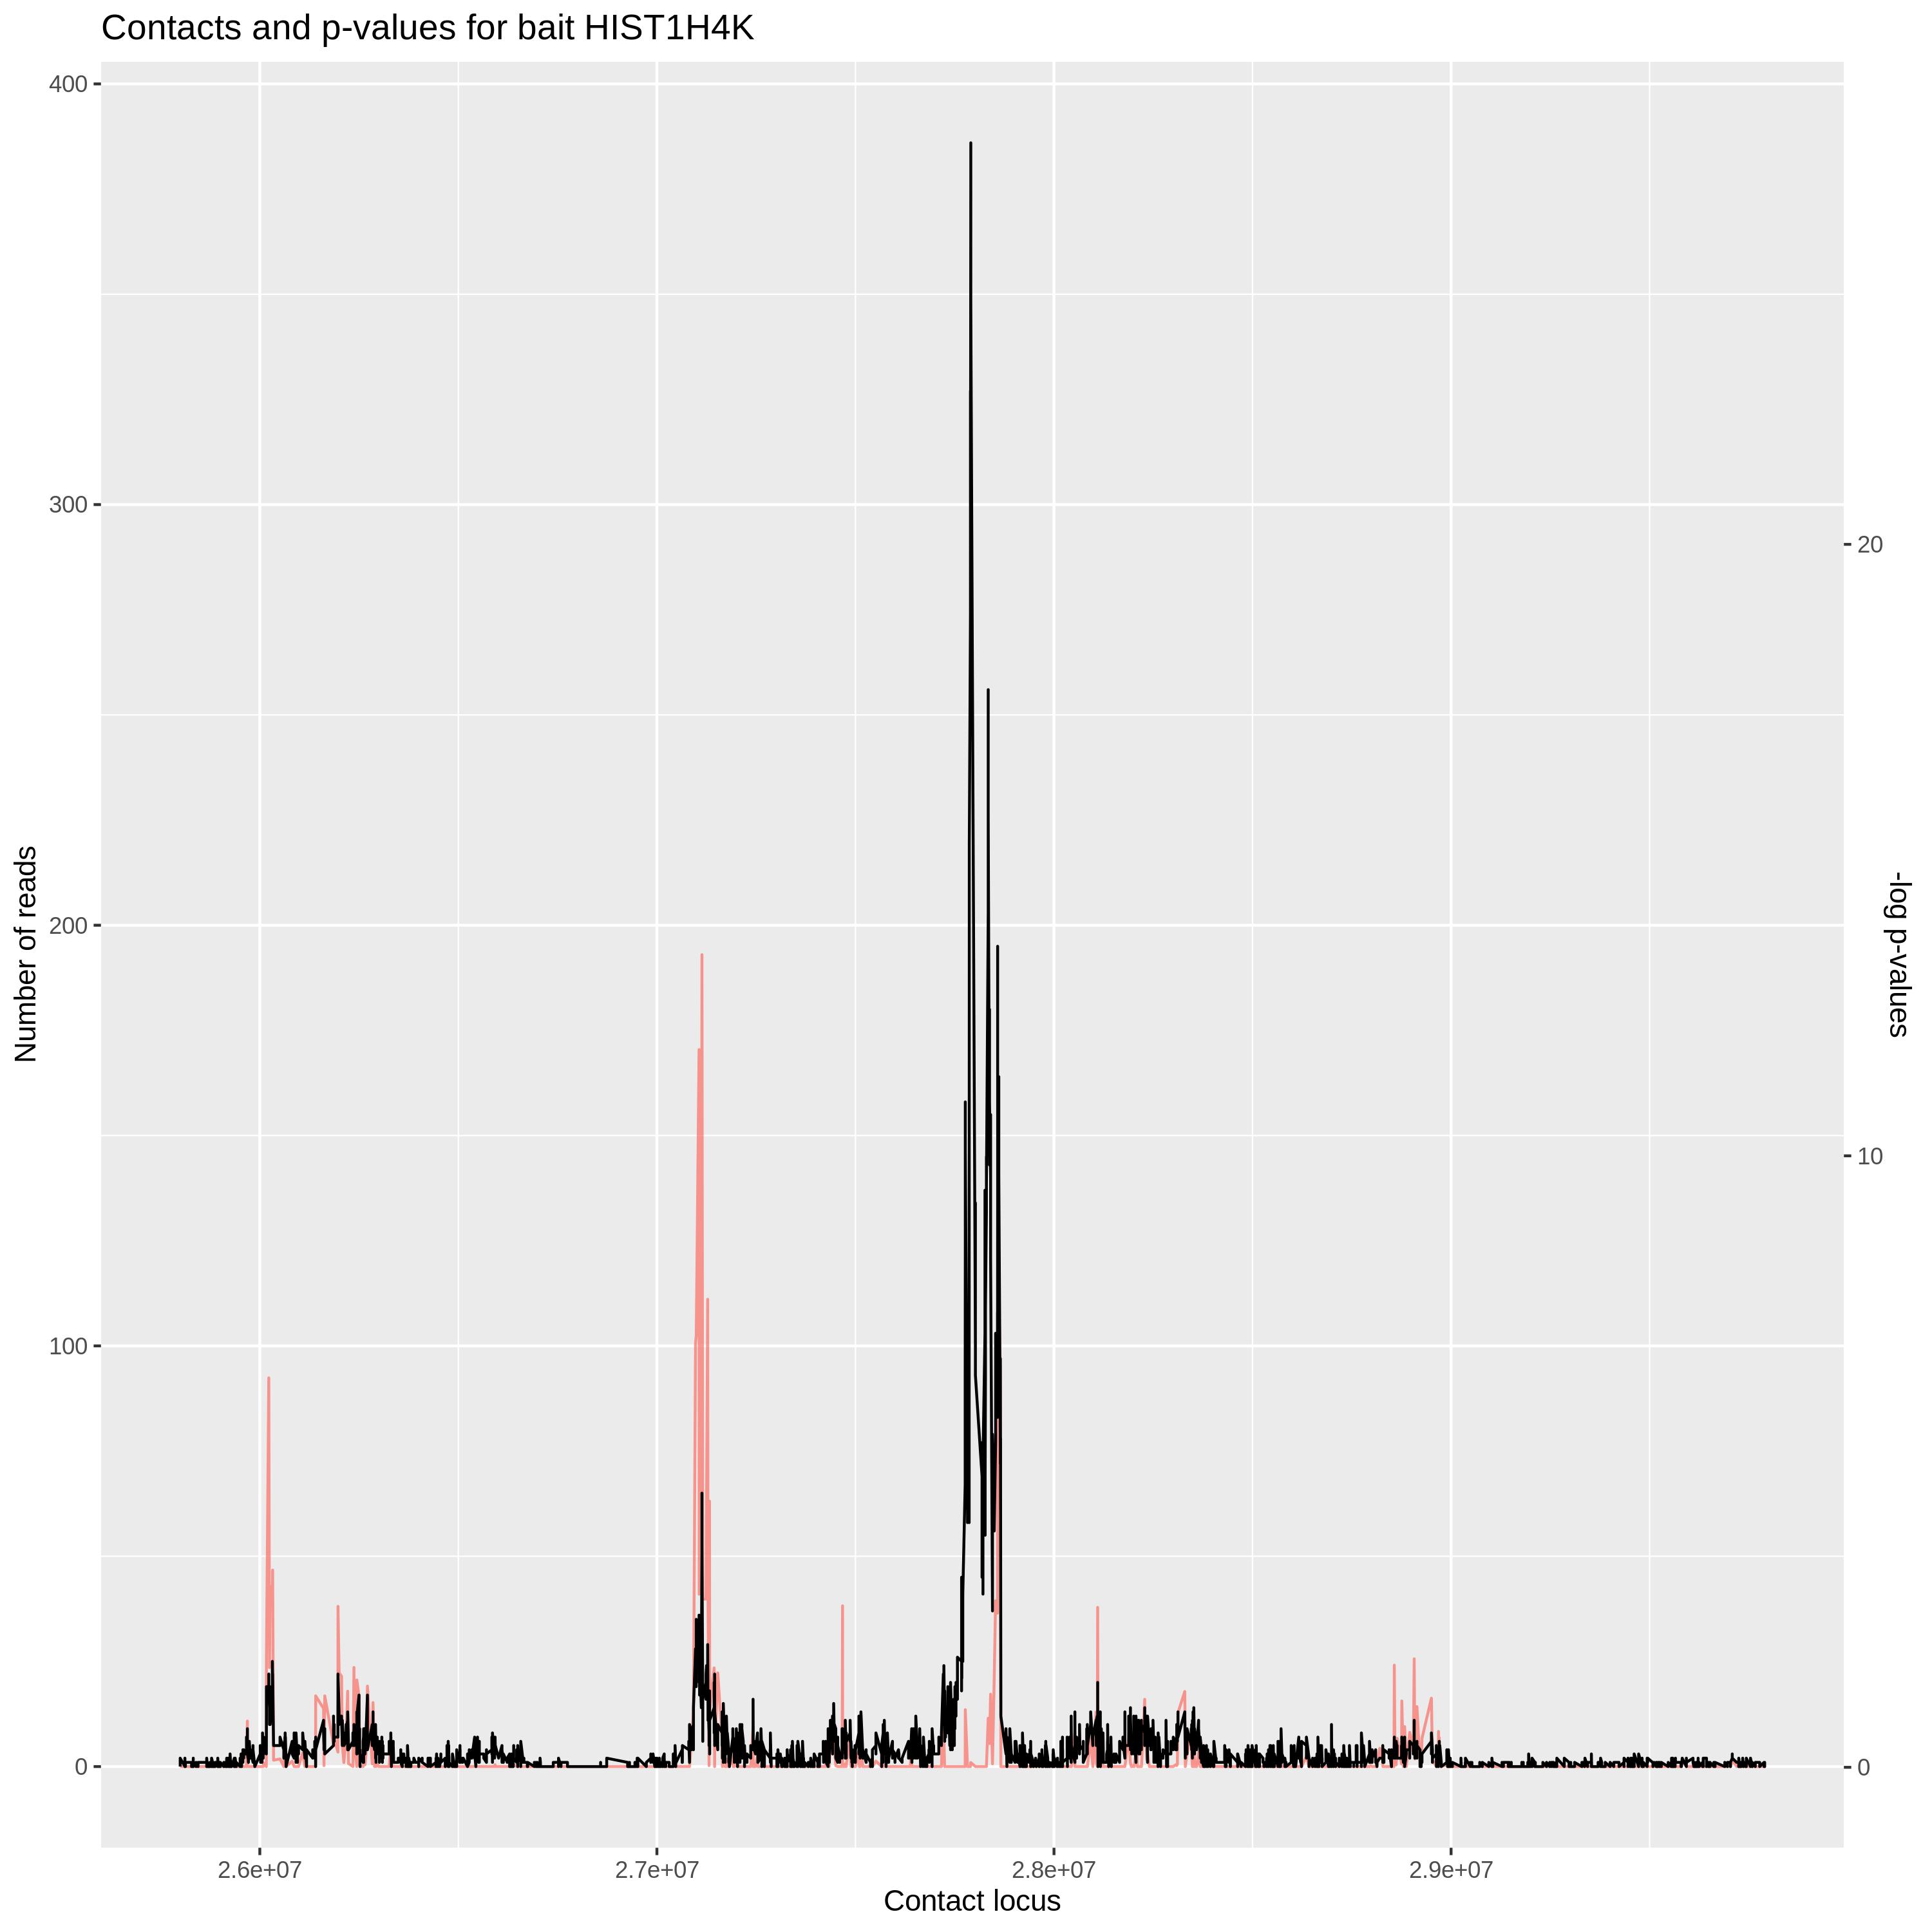 Contacts and p-values for bait HIST1H4K
400
300
200
100
0
20
10
0
Number of reads
-log p-values
2.6e+07
2.7e+07
2.8e+07
2.9e+07
Contact locus